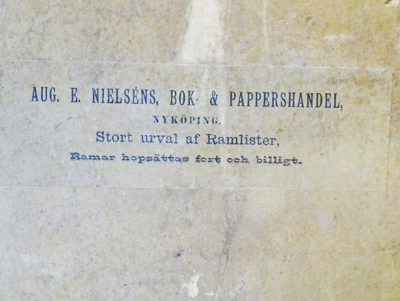 AUG. E. NIELSÉNS, BOK- & PAPPERSHANDEL,
NYKÖPING.
Stort urval af Ramlister,
Ramar hopsättas fort och billigt.